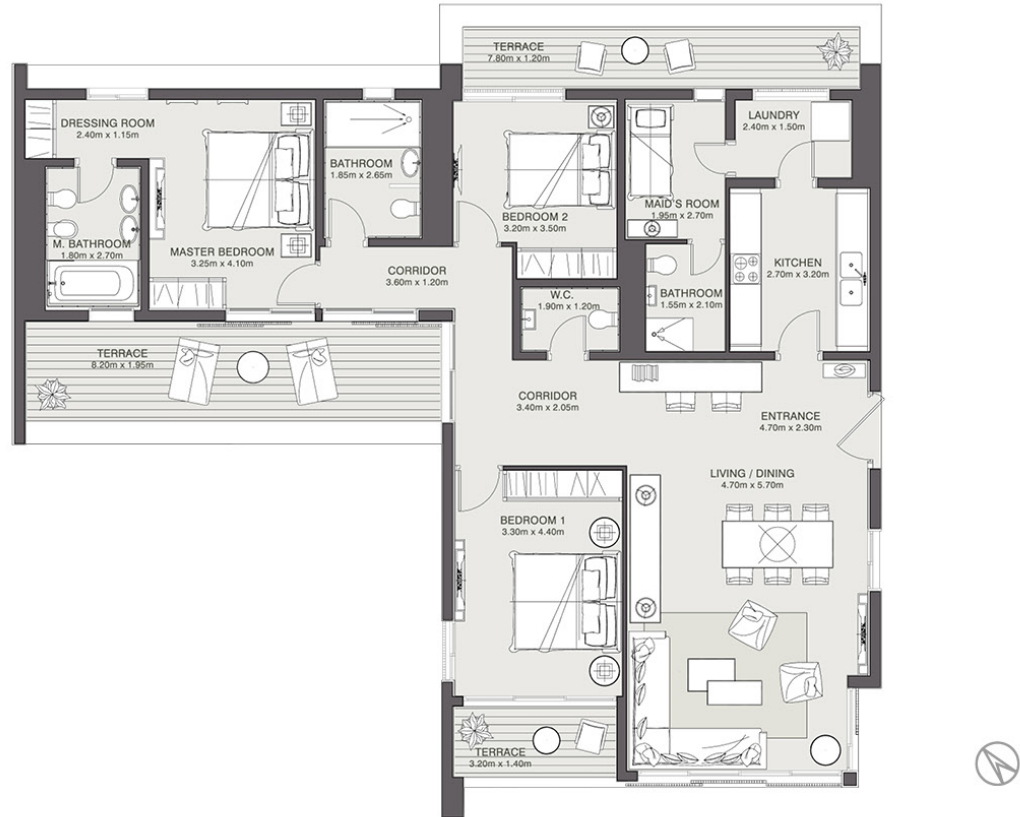 TERRACE
7.80m x 1.20m
DRESSING ROOM
2.40m x 1.15m
LAUNDRY
2.40m x 1.50m
BATHROOM
1.85m x 2.65m
MAID'S ROOM
1.95m x 2.70m
BEDROOM 2
3.20m x 3.50m
M. BATHROOM
1.80m x 2.70m
MASTER BEDROOM
3.25m x 4.10m
CORRIDOR
3.60m x 1.20m
KITCHEN
2.70m x 3.20m
W.C.
1.90m x 1.20m
BATHROOM
1.55m x 2.10m
TERRACE
8.20m x 1.95m
CORRIDOR
3.40m x 2.05m
ENTRANCE
4.70m x 2.30m
LIVING / DINING
4.70m x 5.70m
BEDROOM 1
3.30m x 4.40m
TERRACE
3.20m x 1.40m
N